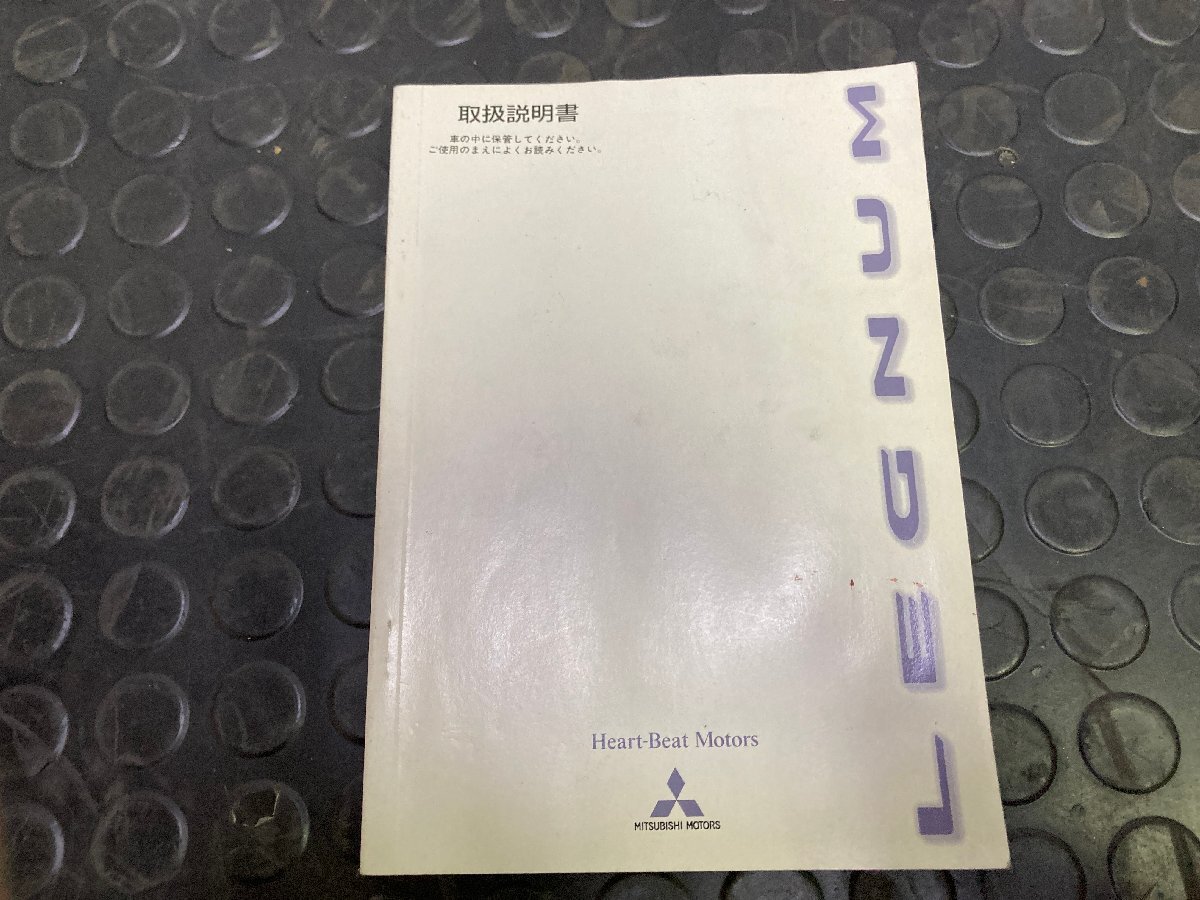 取扱説明書
車の中に保管してください。
ご使用のまえによくお読みください。
LEGNUM
Heart-Beat Motors
MITSUBISHI MOTORS